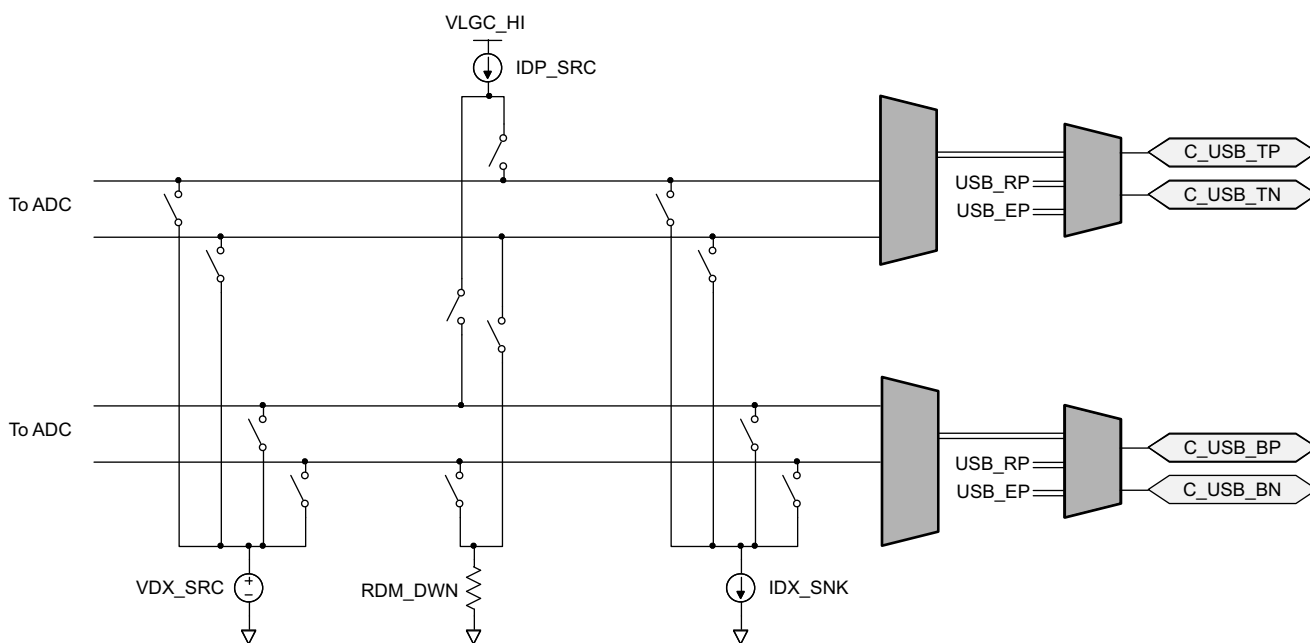 VLGC_HI
IDP_SRC
C_USB_TP
USB_RP
C_USB_TN
To ADC
USB_EP
To ADC
C_USB_BP
USB_RP
USB_EP
C_USB_BN
VDX_SRC
RDM_DWN
IDX_SNK